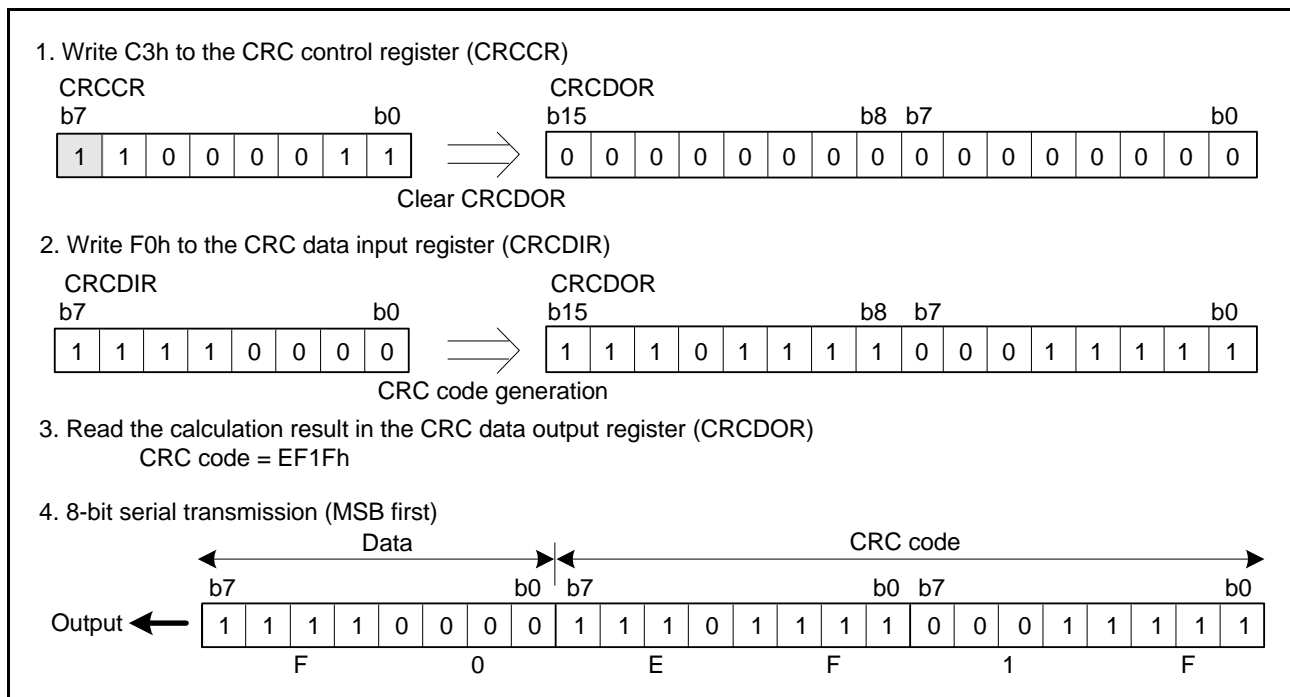 1. Write C3h to the CRC control register (CRCCR)
CRCCR CRCDOR
b7 b0 b15 b8 b7 b0
1 1 0 0 0 0 1 1 0 0 0 0 0 0 0 0 0 0 0 0 0 0 0 0
Clear CRCDOR
2. Write F0h to the CRC data input register (CRCDIR)
CRCDIR CRCDOR
b7 b0 b15 b8 b7 b0
1 1 1 1 0 0 0 0 1 1 1 0 1 1 1 1 0 0 0 1 1 1 1 1
CRC code generation
3. Read the calculation result in the CRC data output register (CRCDOR)
CRC code = EF1Fh
4. 8-bit serial transmission (MSB first)
Data CRC code
b7 b0 b7 b0 b7 b0
Output 1 1 1 1 0 0 0 0 1 1 1 0 1 1 1 1 0 0 0 1 1 1 1 1
F 0 E F 1 F